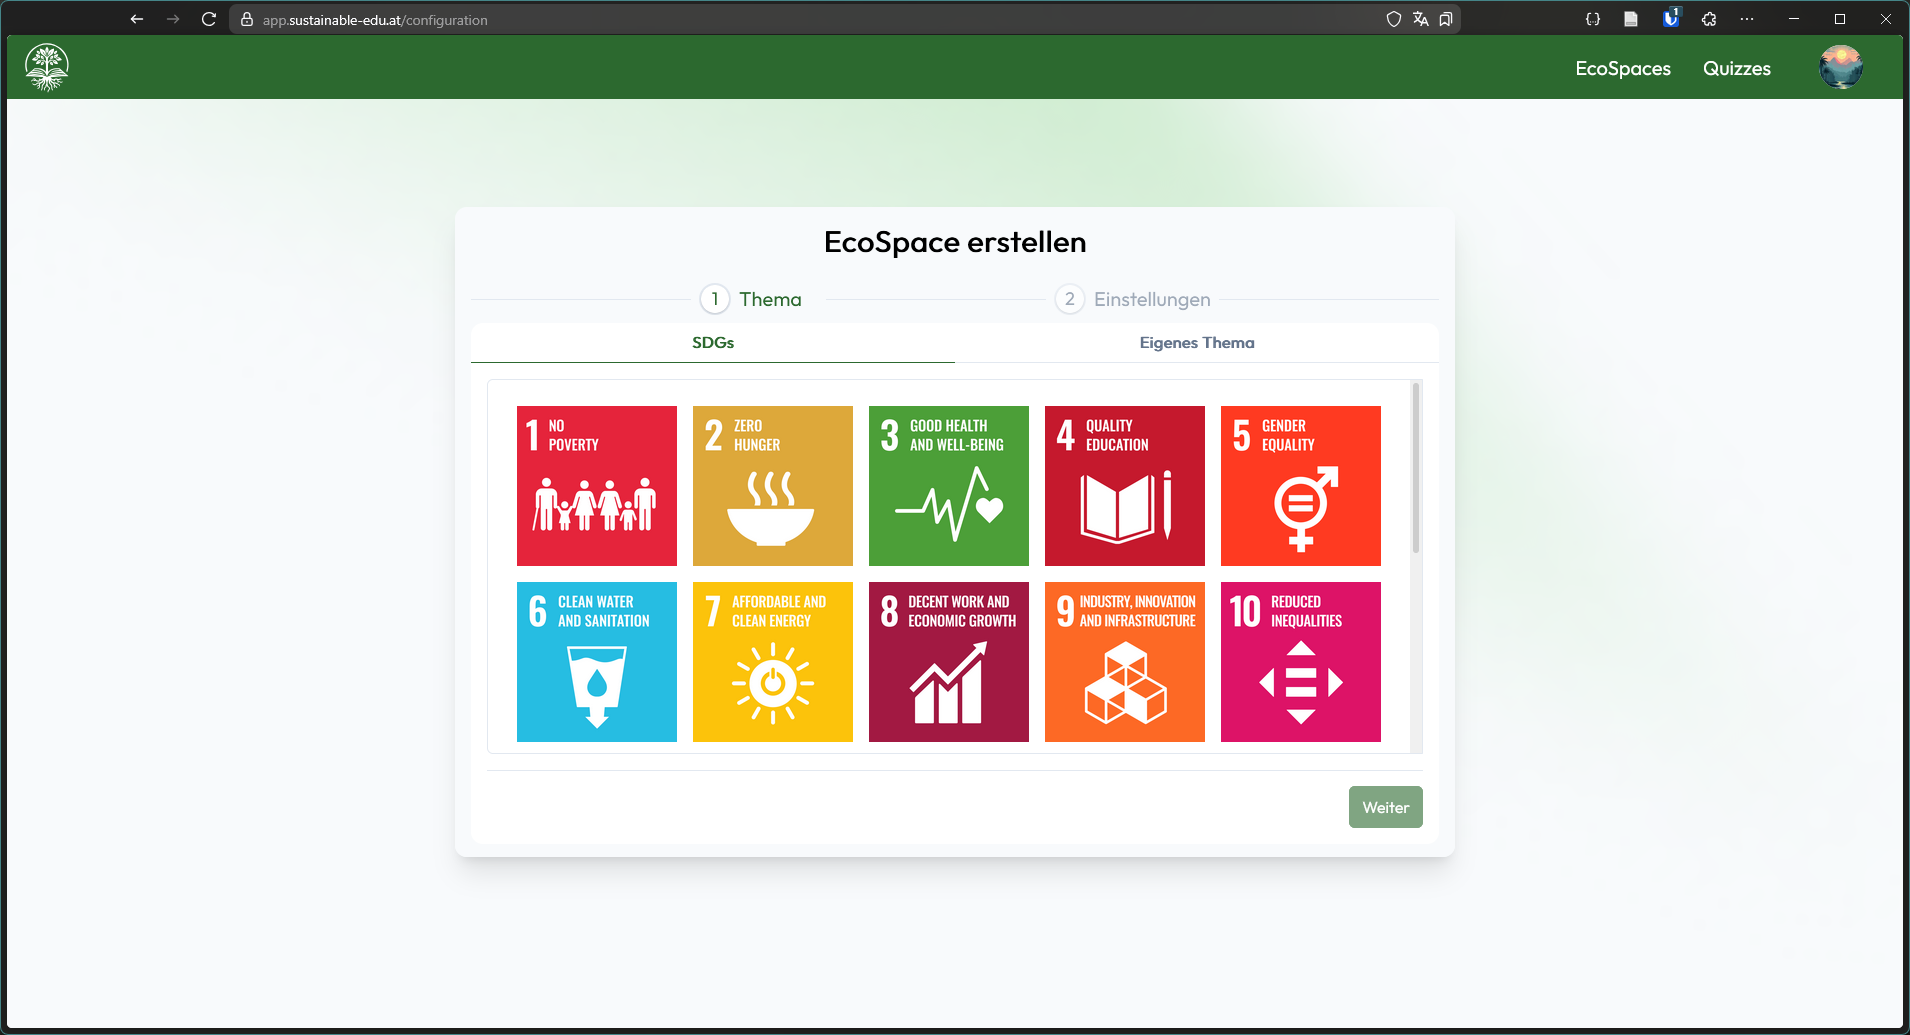 app.sustainable-edu.at/configuration
1
EcoSpaces
Quizzes
EcoSpace erstellen
1 Thema
2 Einstellungen
SDGs
Eigenes Thema
1 NO
POVERTY
2 ZERO
HUNGER
3 GOOD HEALTH
AND WELL-BEING
4 QUALITY
EDUCATION
5 GENDER
EQUALITY
6 CLEAN WATER
AND SANITATION
7 AFFORDABLE AND
CLEAN ENERGY
8 DECENT WORK AND
ECONOMIC GROWTH
9 INDUSTRY, INNOVATION
AND INFRASTRUCTURE
10 REDUCED
INEQUALITIES
Weiter